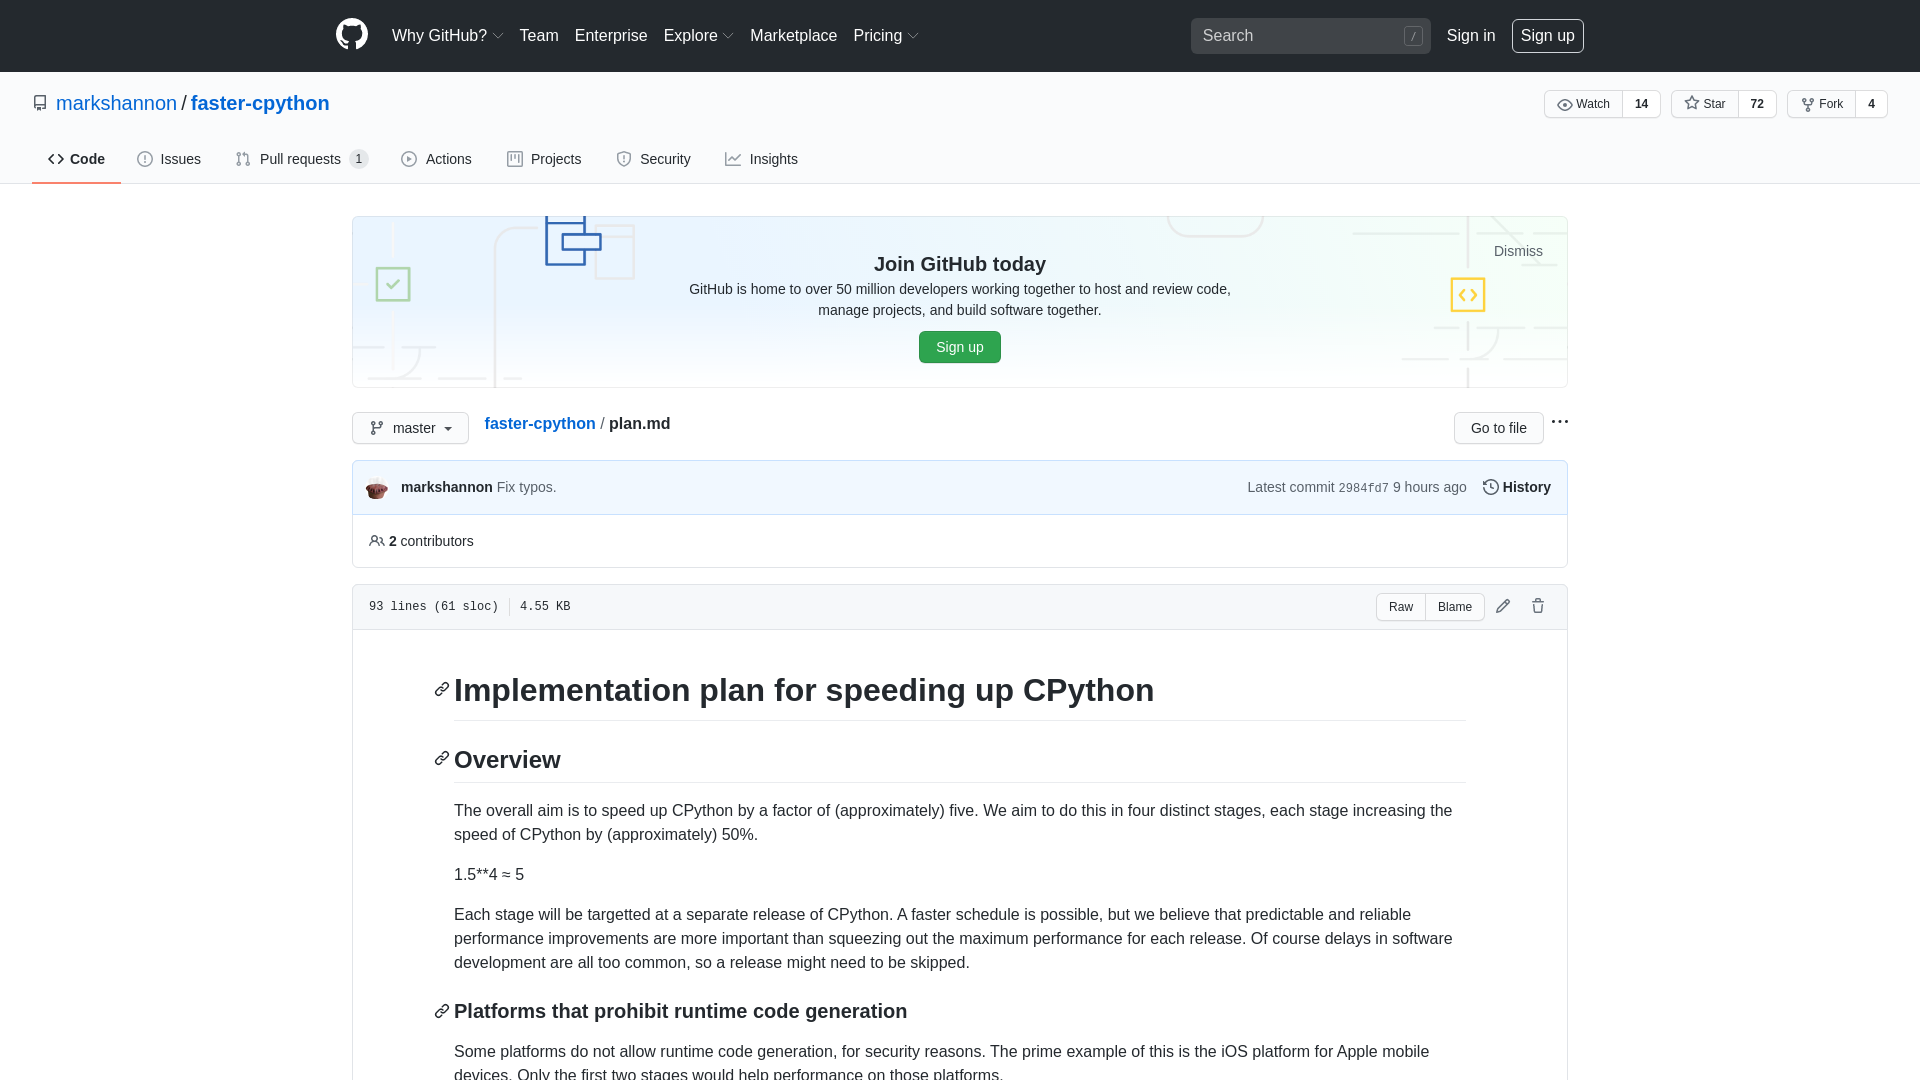 Why GitHub? Team Enterprise Explore Marketplace Pricing Search / Sign in Sign up
markshannon / faster-cpython Watch 14 Star 72 Fork 4
Code Issues Pull requests 1 Actions Projects Security Insights
Dismiss
Join GitHub today
GitHub is home to over 50 million developers working together to host and review code,
manage projects, and build software together.
Sign up
master faster-cpython / plan.md Go to file
markshannon Fix typos. Latest commit 2984fd7 9 hours ago History
2 contributors
93 lines (61 sloc) 4.55 KB Raw Blame
Implementation plan for speeding up CPython
Overview
The overall aim is to speed up CPython by a factor of (approximately) five. We aim to do this in four distinct stages, each stage increasing the
speed of CPython by (approximately) 50%.
1.5**4 ≈ 5
Each stage will be targetted at a separate release of CPython. A faster schedule is possible, but we believe that predictable and reliable
performance improvements are more important than squeezing out the maximum performance for each release. Of course delays in software
development are all too common, so a release might need to be skipped.
Platforms that prohibit runtime code generation
Some platforms do not allow runtime code generation, for security reasons. The prime example of this is the iOS platform for Apple mobile
devices. Only the first two stages would help performance on those platforms.